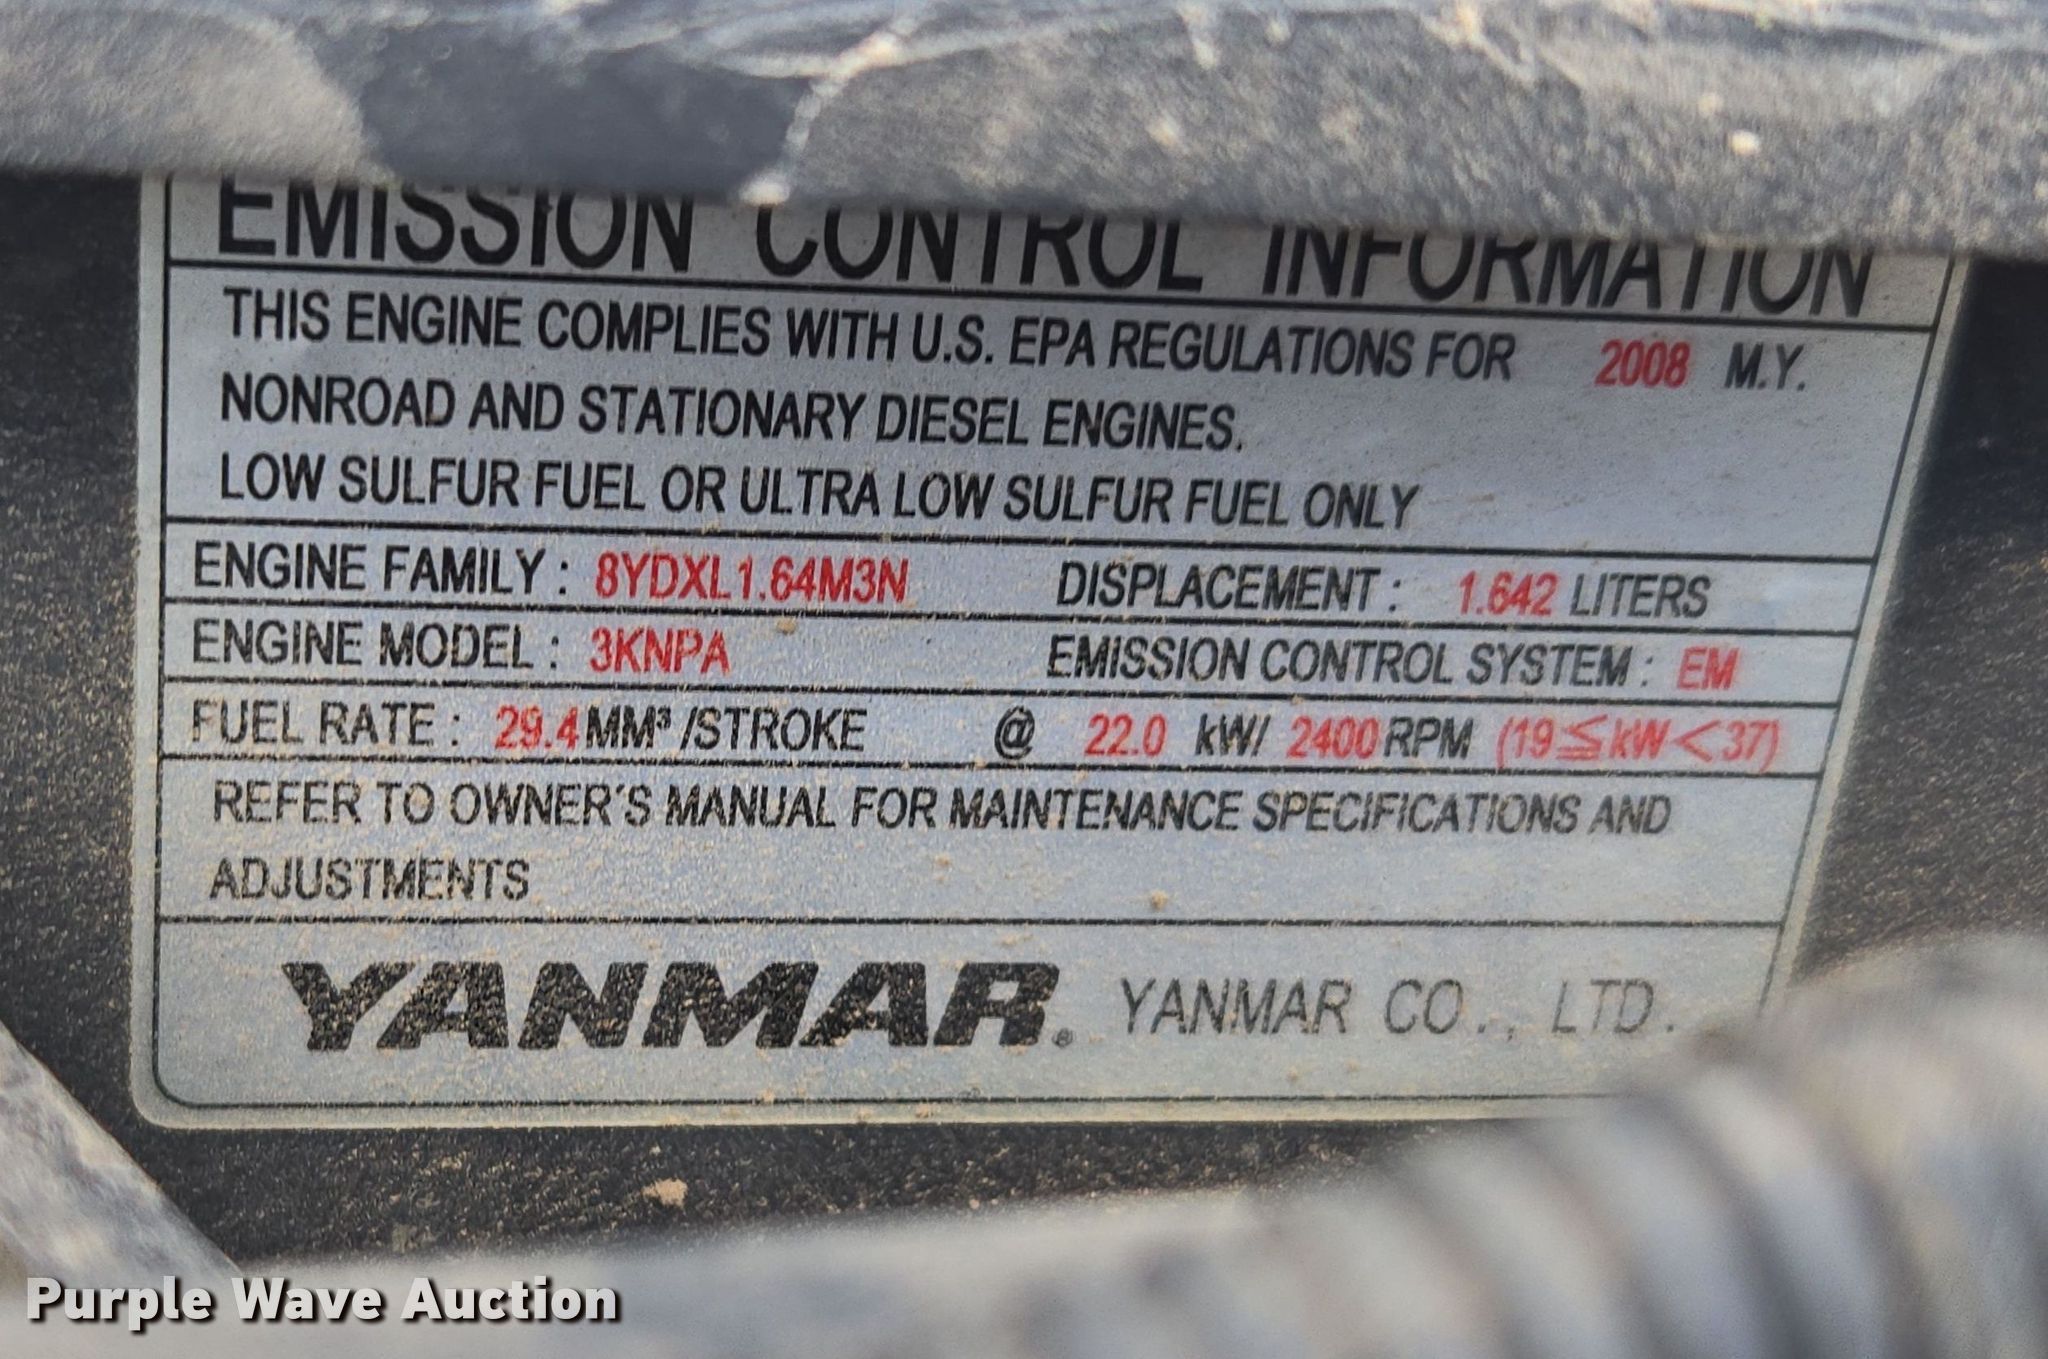 EMISSION CONTROL INFORMATION
THIS ENGINE COMPLIES WITH U.S. EPA REGULATIONS FOR 2008 M.Y.
NONROAD AND STATIONARY DIESEL ENGINES.
LOW SULFUR FUEL OR ULTRA LOW SULFUR FUEL ONLY
ENGINE FAMILY : 8YDXL1.64M3N DISPLACEMENT : 1.642 LITERS
ENGINE MODEL : 3KNPA EMISSION CONTROL SYSTEM : EM
FUEL RATE : 29.4 MM³ /STROKE @ 22.0 kW/ 2400 RPM (19≦kW<37)
REFER TO OWNER'S MANUAL FOR MAINTENANCE SPECIFICATIONS AND
ADJUSTMENTS
YANMAR® YANMAR CO., LTD.
Purple Wave Auction